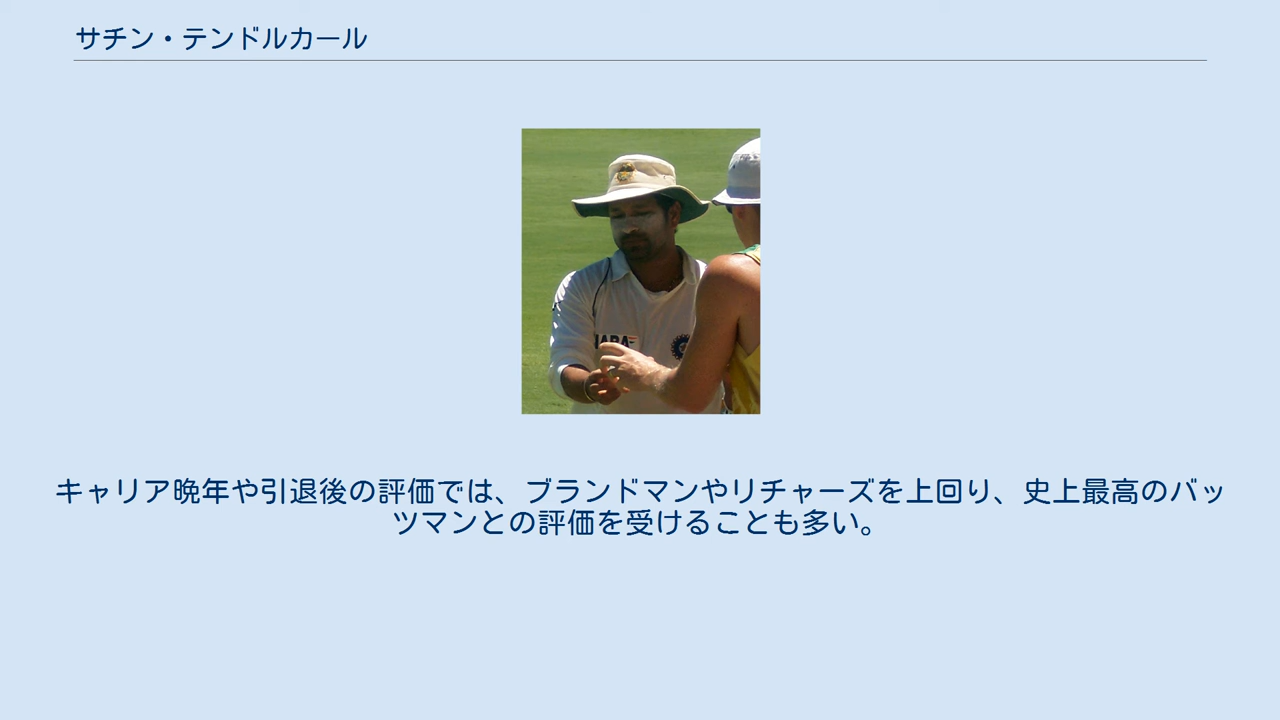 サチン・テンドルカール
キャリア晩年や引退後の評価では、ブランドマンやリチャーズを上回り、史上最高のバッ
ツマンとの評価を受けることも多い。